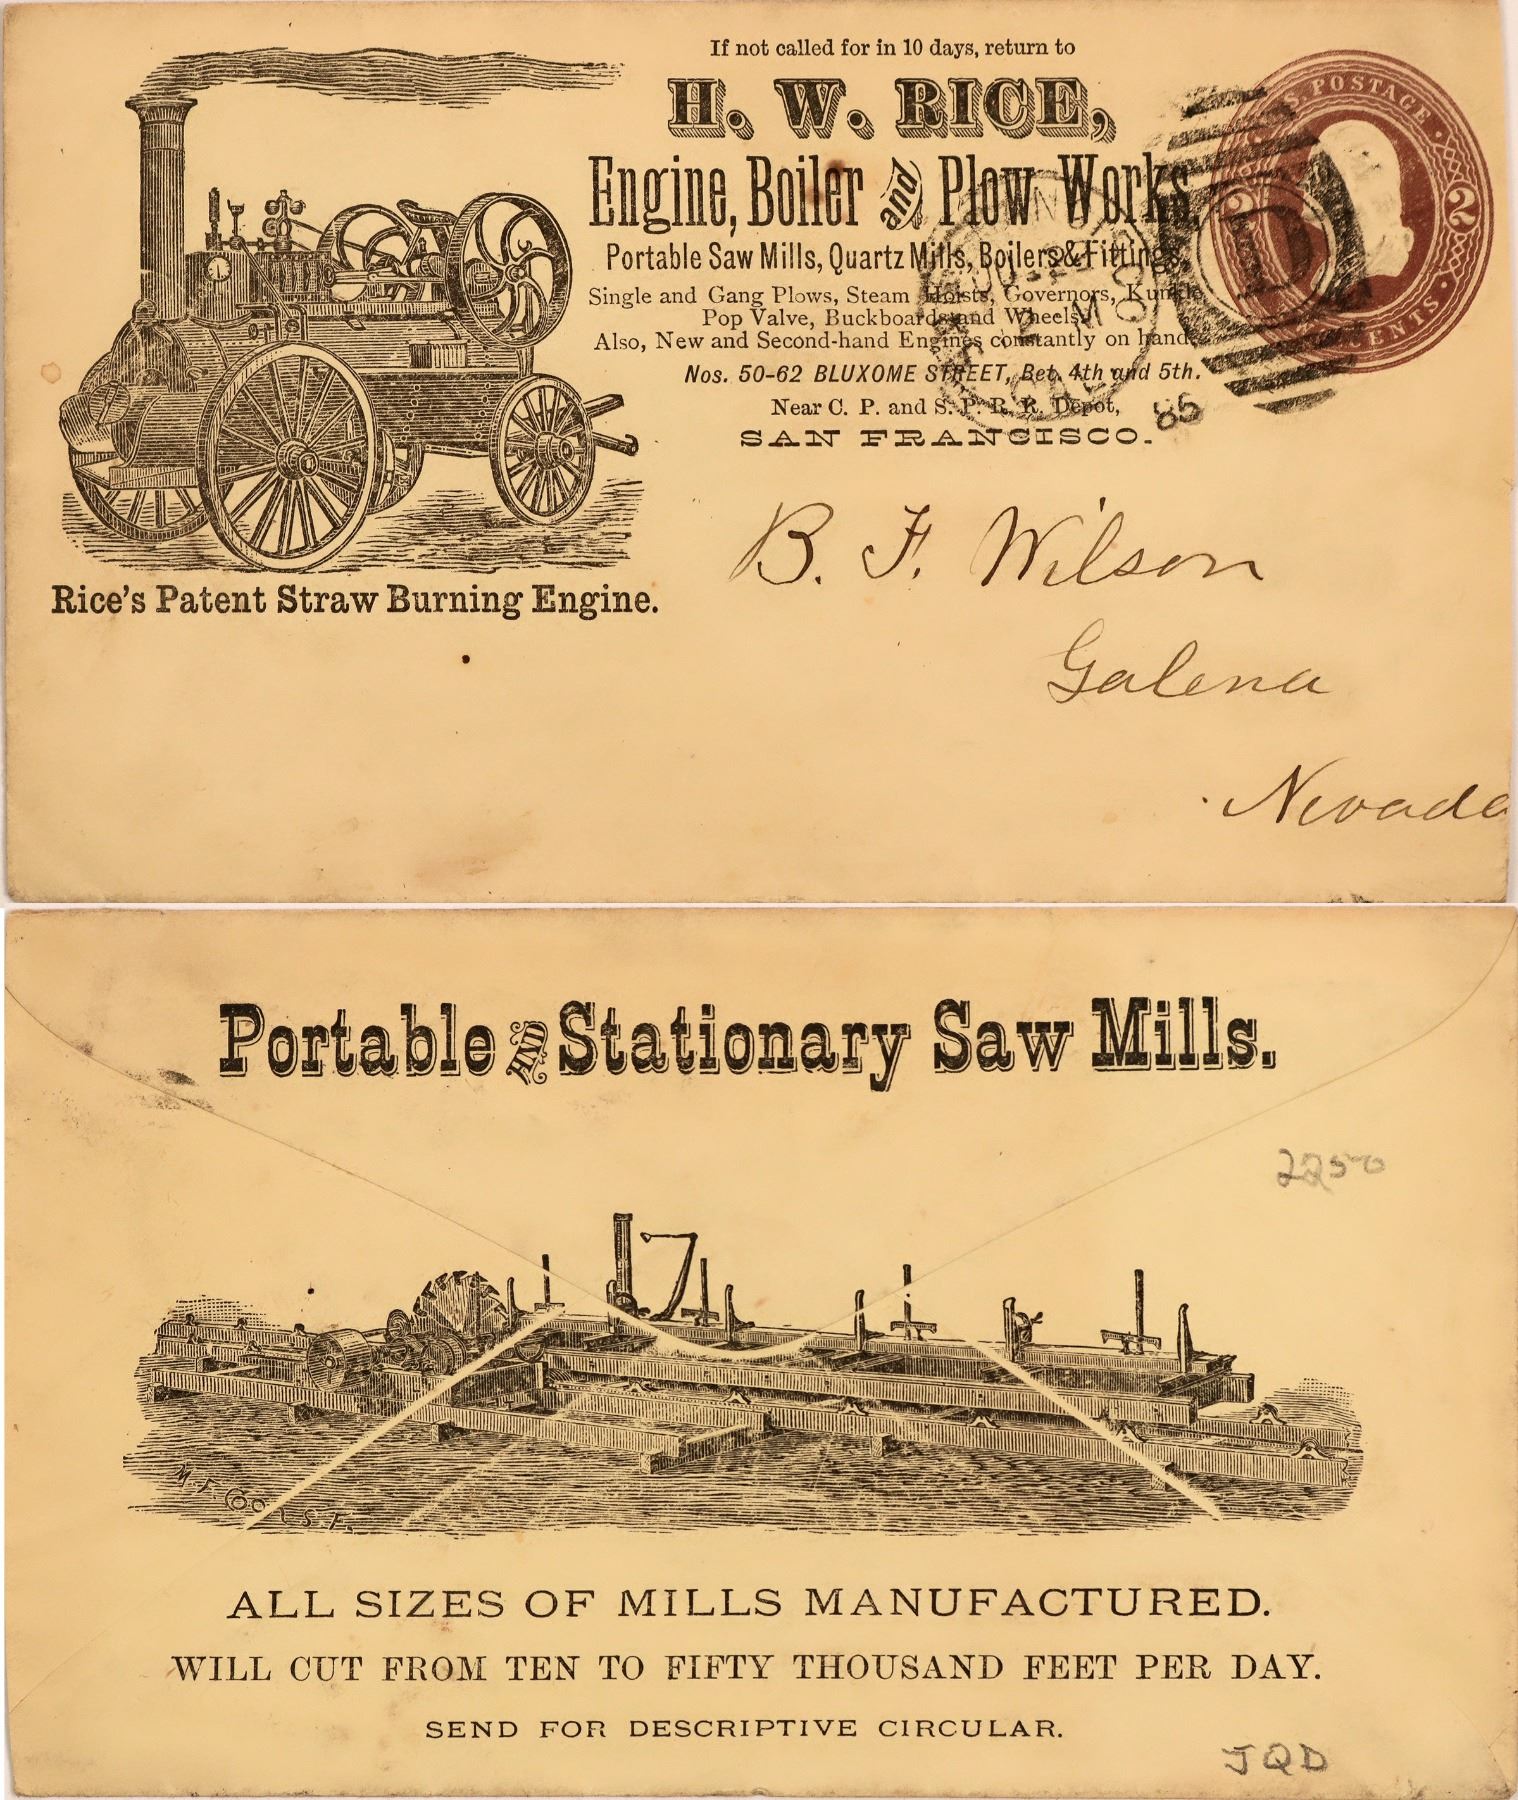 If not called for in 10 days, return to
H. W. RICE,
Engine, Boiler and Plow Works,
Portable Saw Mills, Quartz Mills, Boilers & Fittings,
Single and Gang Plows, Steam Hoists, Governors, Kunkle
Pop Valve, Buckboards and Wheels.
Also, New and Second-hand Engines constantly on hand.
Nos. 50-62 BLUXOME STREET, Bet. 4th and 5th.
Near C. P. and S. P. R. R. Depot,
SAN FRANCISCO.
85
U.S. POSTAGE
2 2
CENTS
D
Rice's Patent Straw Burning Engine.
B. F. Wilson
Galena
Nevada
Portable AND Stationary Saw Mills.
2250
ALL SIZES OF MILLS MANUFACTURED.
WILL CUT FROM TEN TO FIFTY THOUSAND FEET PER DAY.
SEND FOR DESCRIPTIVE CIRCULAR.
JQD